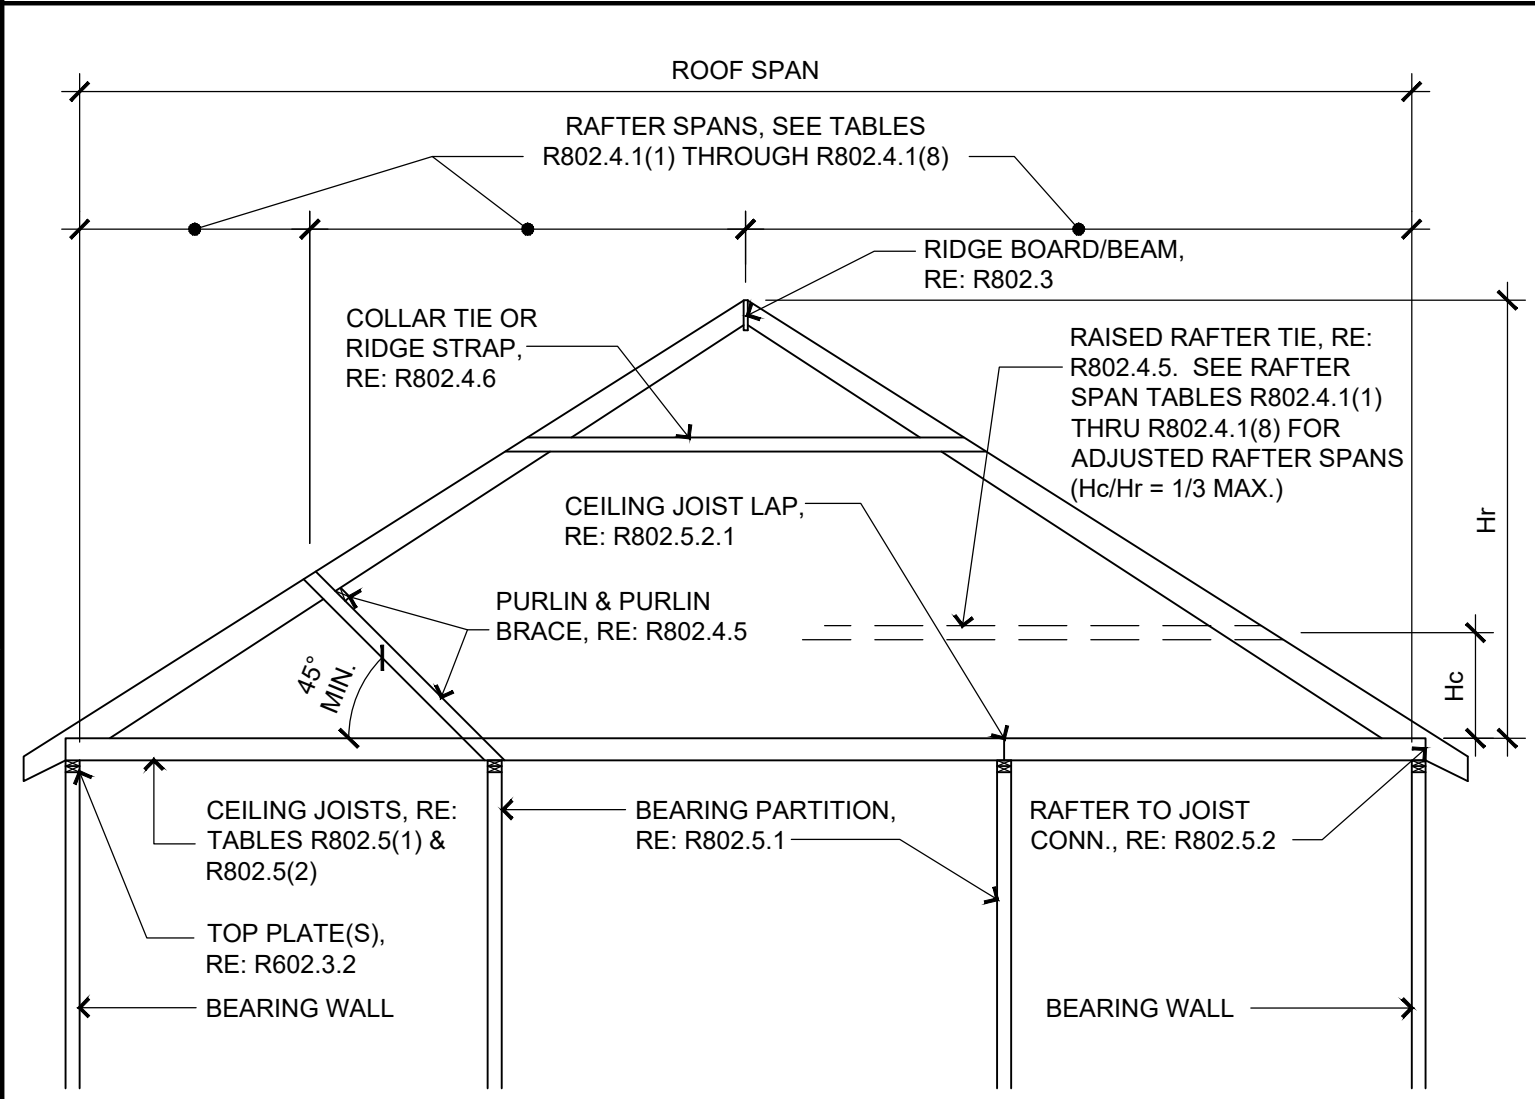 ROOF SPAN
RAFTER SPANS, SEE TABLES
R802.4.1(1) THROUGH R802.4.1(8)
RIDGE BOARD/BEAM,
RE: R802.3
COLLAR TIE OR
RIDGE STRAP,
RE: R802.4.6
RAISED RAFTER TIE, RE:
R802.4.5. SEE RAFTER
SPAN TABLES R802.4.1(1)
THRU R802.4.1(8) FOR
ADJUSTED RAFTER SPANS
(Hc/Hr = 1/3 MAX.)
Hr
CEILING JOIST LAP,
RE: R802.5.2.1
PURLIN & PURLIN
BRACE, RE: R802.4.5
45°
MIN.
Hc
CEILING JOISTS, RE:
TABLES R802.5(1) &
R802.5(2)
BEARING PARTITION,
RE: R802.5.1
RAFTER TO JOIST
CONN., RE: R802.5.2
TOP PLATE(S),
RE: R602.3.2
BEARING WALL
BEARING WALL